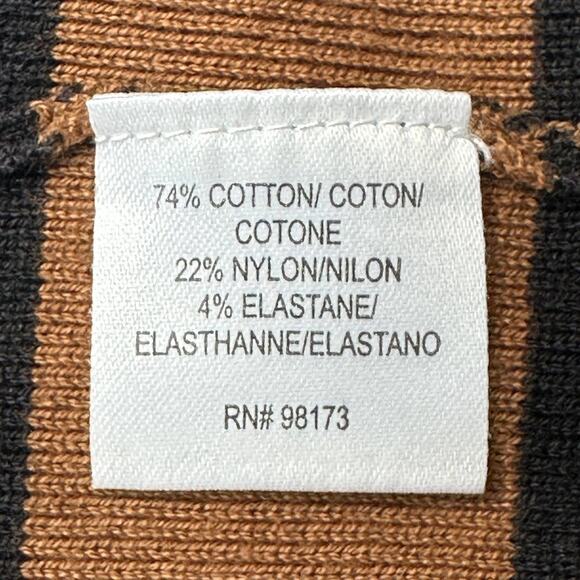 74% COTTON/ COTON/
COTONE
22% NYLON/NILON
4% ELASTANE/
ELASTHANNE/ELASTANO
RN# 98173